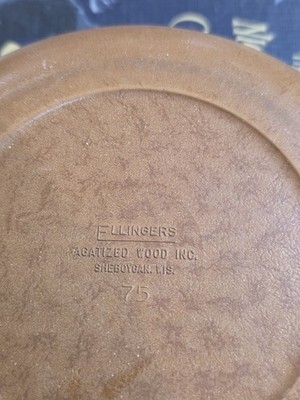 ELLINGERS
AGATIZED WOOD INC.
SHEBOYGAN, WIS.
75